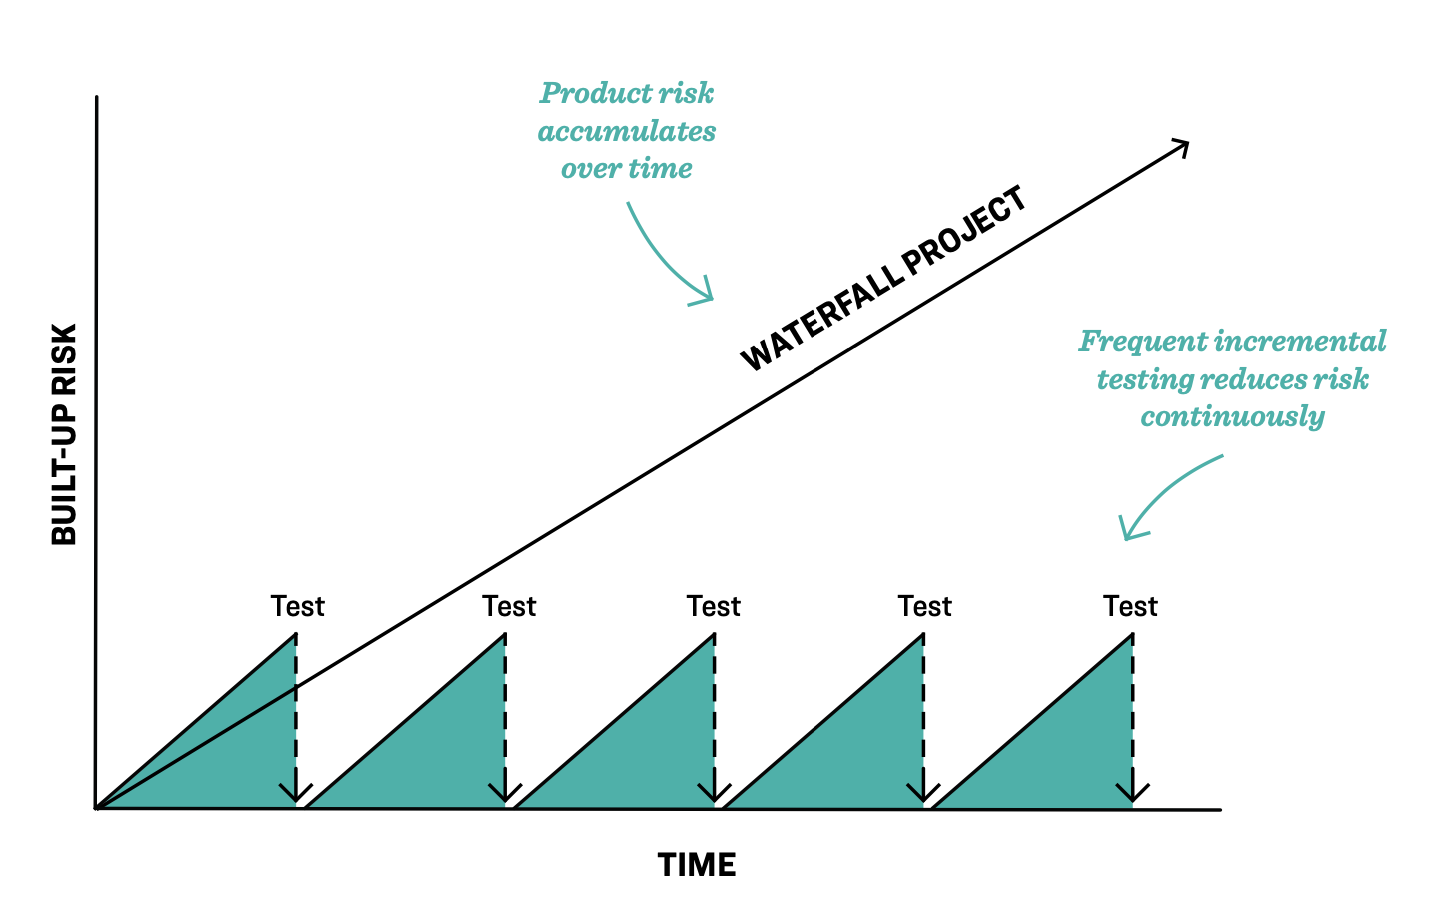 Product risk
accumulates
over time
WATERFALL PROJECT
Frequent incremental
testing reduces risk
continuously
BUILT-UP RISK
Test
Test
Test
Test
Test
TIME